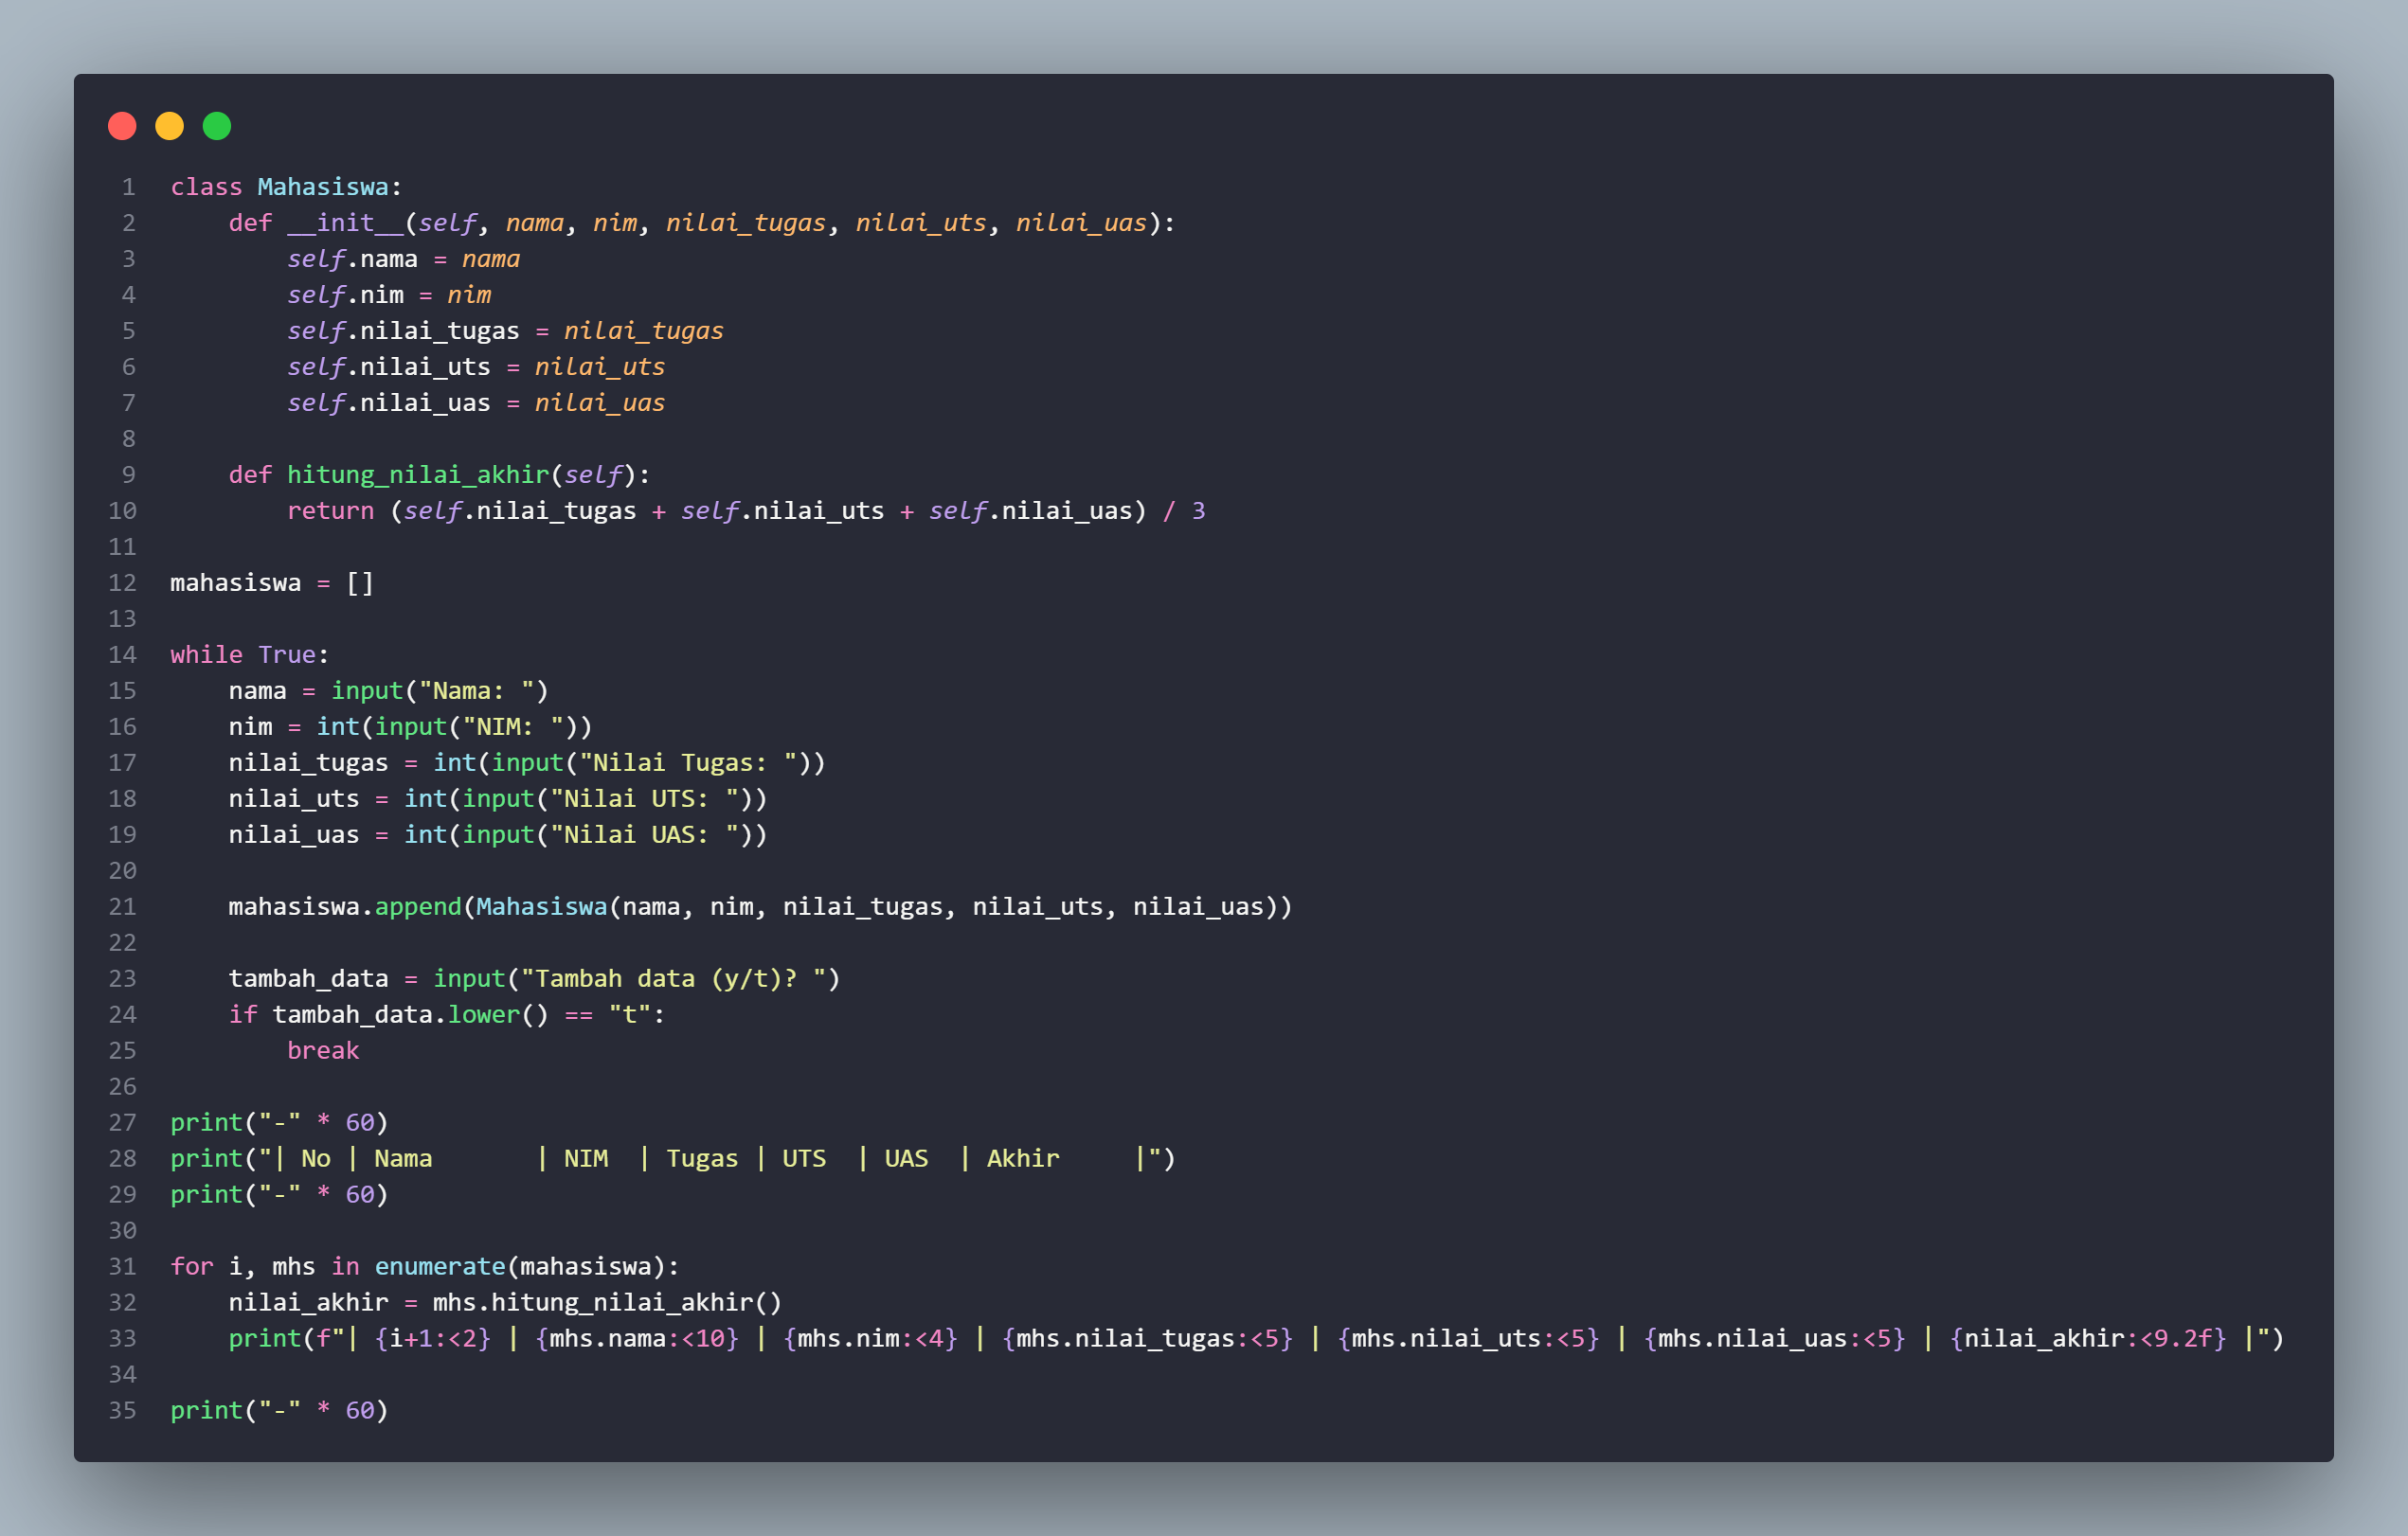 1 class Mahasiswa:
2     def __init__(self, nama, nim, nilai_tugas, nilai_uts, nilai_uas):
3         self.nama = nama
4         self.nim = nim
5         self.nilai_tugas = nilai_tugas
6         self.nilai_uts = nilai_uts
7         self.nilai_uas = nilai_uas
8
9     def hitung_nilai_akhir(self):
10         return (self.nilai_tugas + self.nilai_uts + self.nilai_uas) / 3
11
12 mahasiswa = []
13
14 while True:
15     nama = input("Nama: ")
16     nim = int(input("NIM: "))
17     nilai_tugas = int(input("Nilai Tugas: "))
18     nilai_uts = int(input("Nilai UTS: "))
19     nilai_uas = int(input("Nilai UAS: "))
20
21     mahasiswa.append(Mahasiswa(nama, nim, nilai_tugas, nilai_uts, nilai_uas))
22
23     tambah_data = input("Tambah data (y/t)? ")
24     if tambah_data.lower() == "t":
25         break
26
27 print("-" * 60)
28 print("| No | Nama       | NIM  | Tugas | UTS  | UAS  | Akhir     |")
29 print("-" * 60)
30
31 for i, mhs in enumerate(mahasiswa):
32     nilai_akhir = mhs.hitung_nilai_akhir()
33     print(f"| {i+1:<2} | {mhs.nama:<10} | {mhs.nim:<4} | {mhs.nilai_tugas:<5} | {mhs.nilai_uts:<5} | {mhs.nilai_uas:<5} | {nilai_akhir:<9.2f} |")
34
35 print("-" * 60)